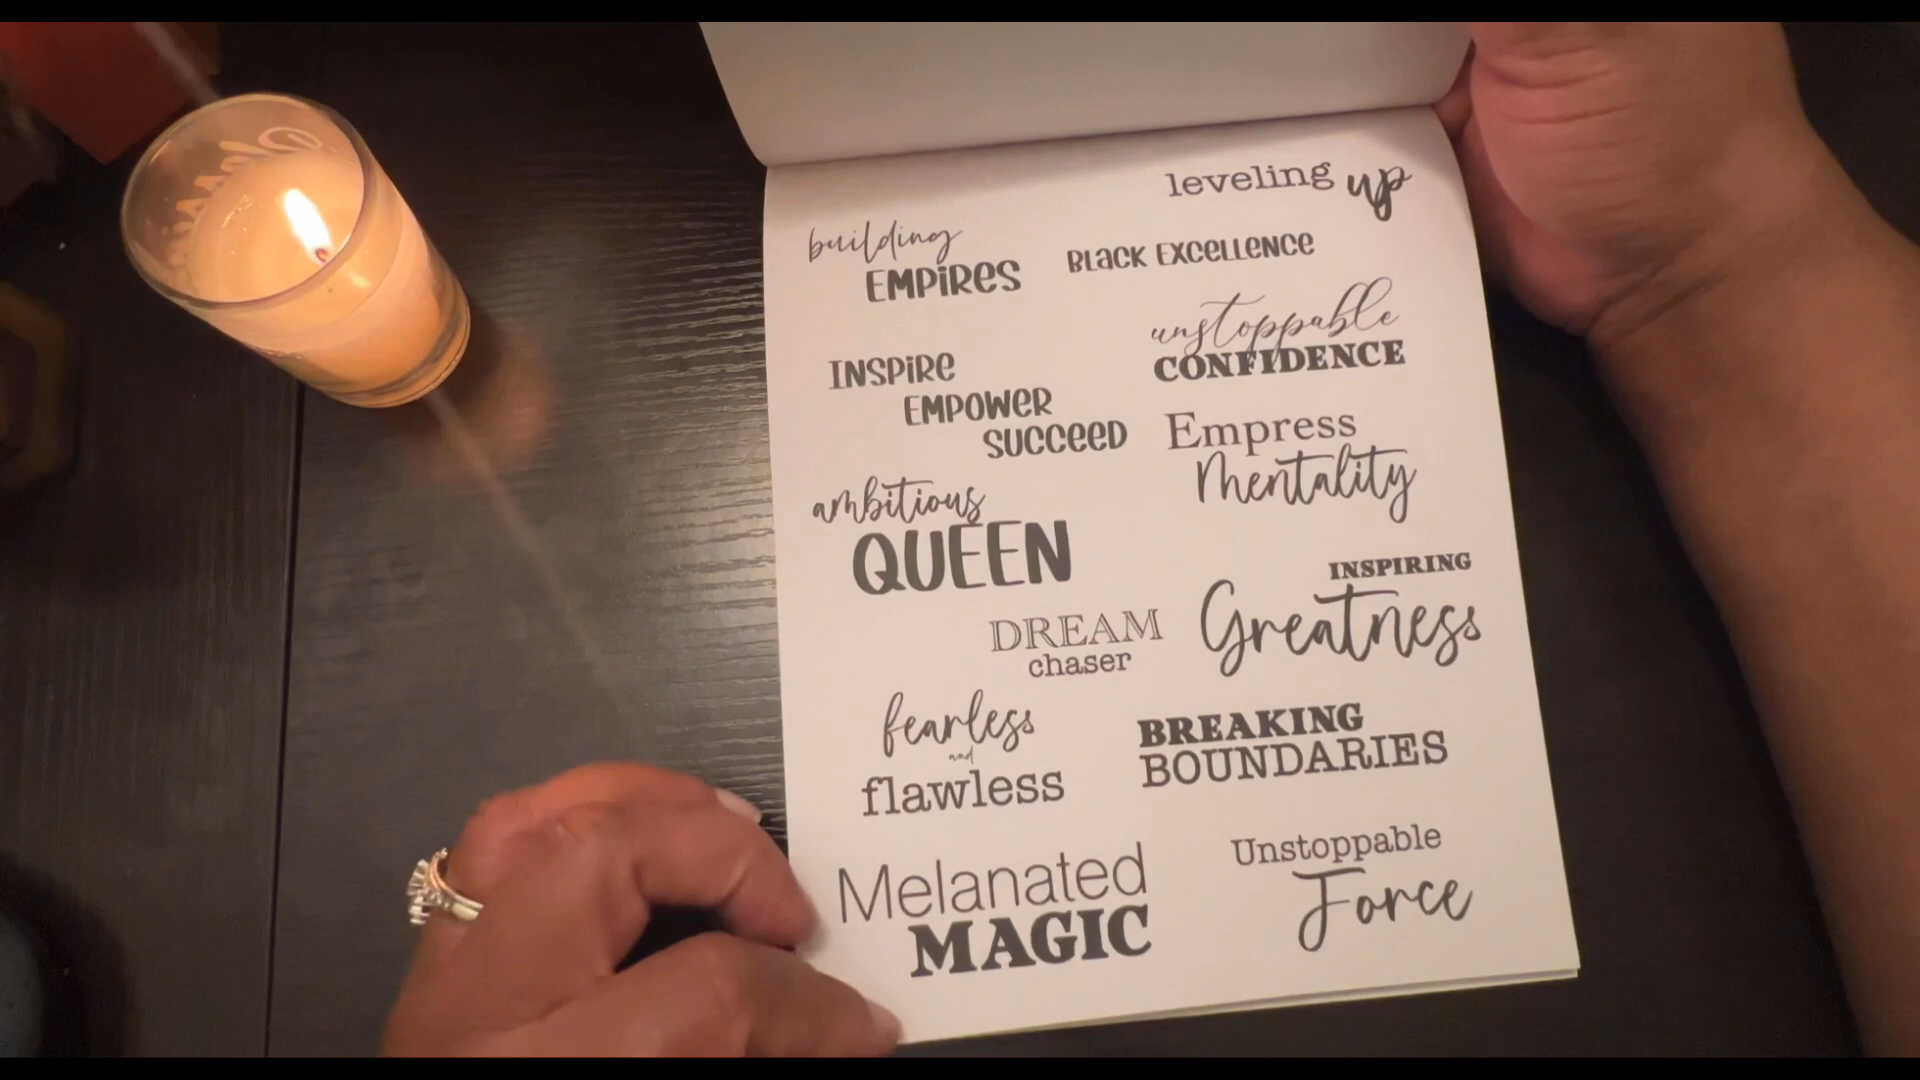 leveling up
building
EMPIRES
BLACK EXCELLENCE
unstoppable
CONFIDENCE
INSPIRE
EMPOWER
SUCCEED
Empress
Mentality
ambitious
QUEEN
INSPIRING
Greatness
DREAM
chaser
fearless
and
flawless
BREAKING
BOUNDARIES
Melanated
MAGIC
Unstoppable
Force